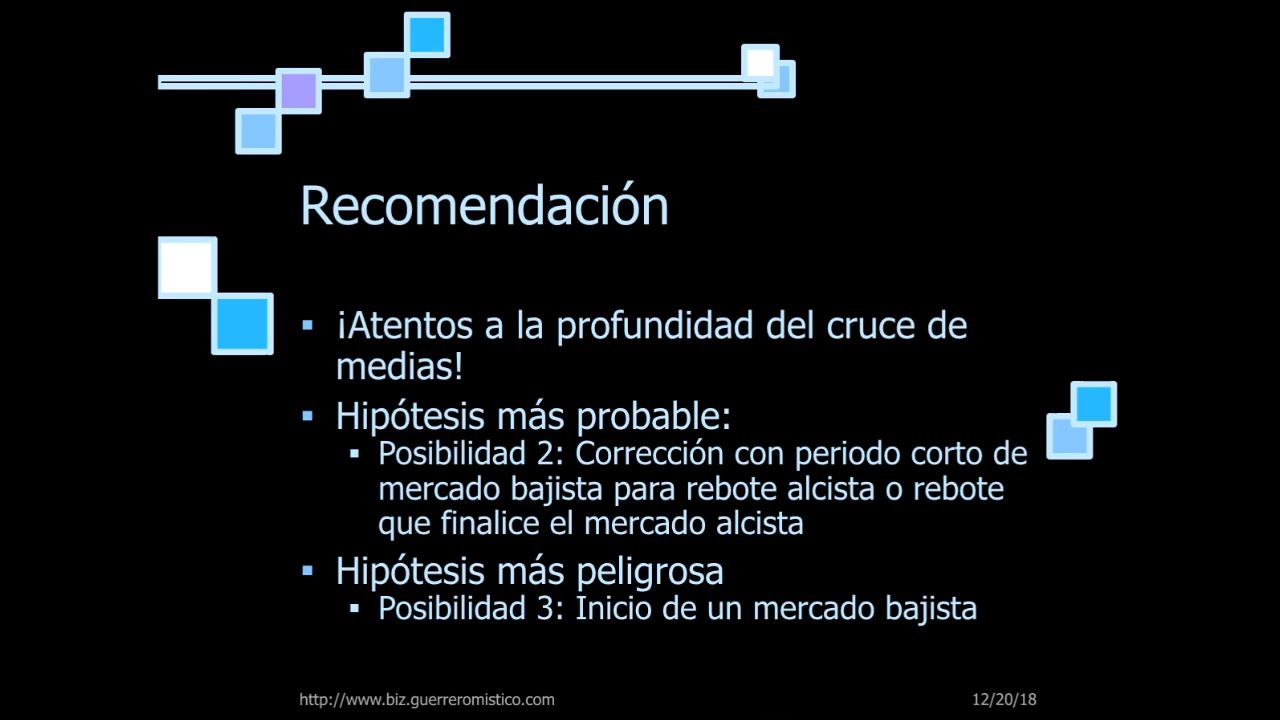 Recomendación
▪ ¡Atentos a la profundidad del cruce de
medias!
▪ Hipótesis más probable:
▪ Posibilidad 2: Corrección con periodo corto de
mercado bajista para rebote alcista o rebote
que finalice el mercado alcista
▪ Hipótesis más peligrosa
▪ Posibilidad 3: Inicio de un mercado bajista
http://www.biz.guerreromistico.com
12/20/18